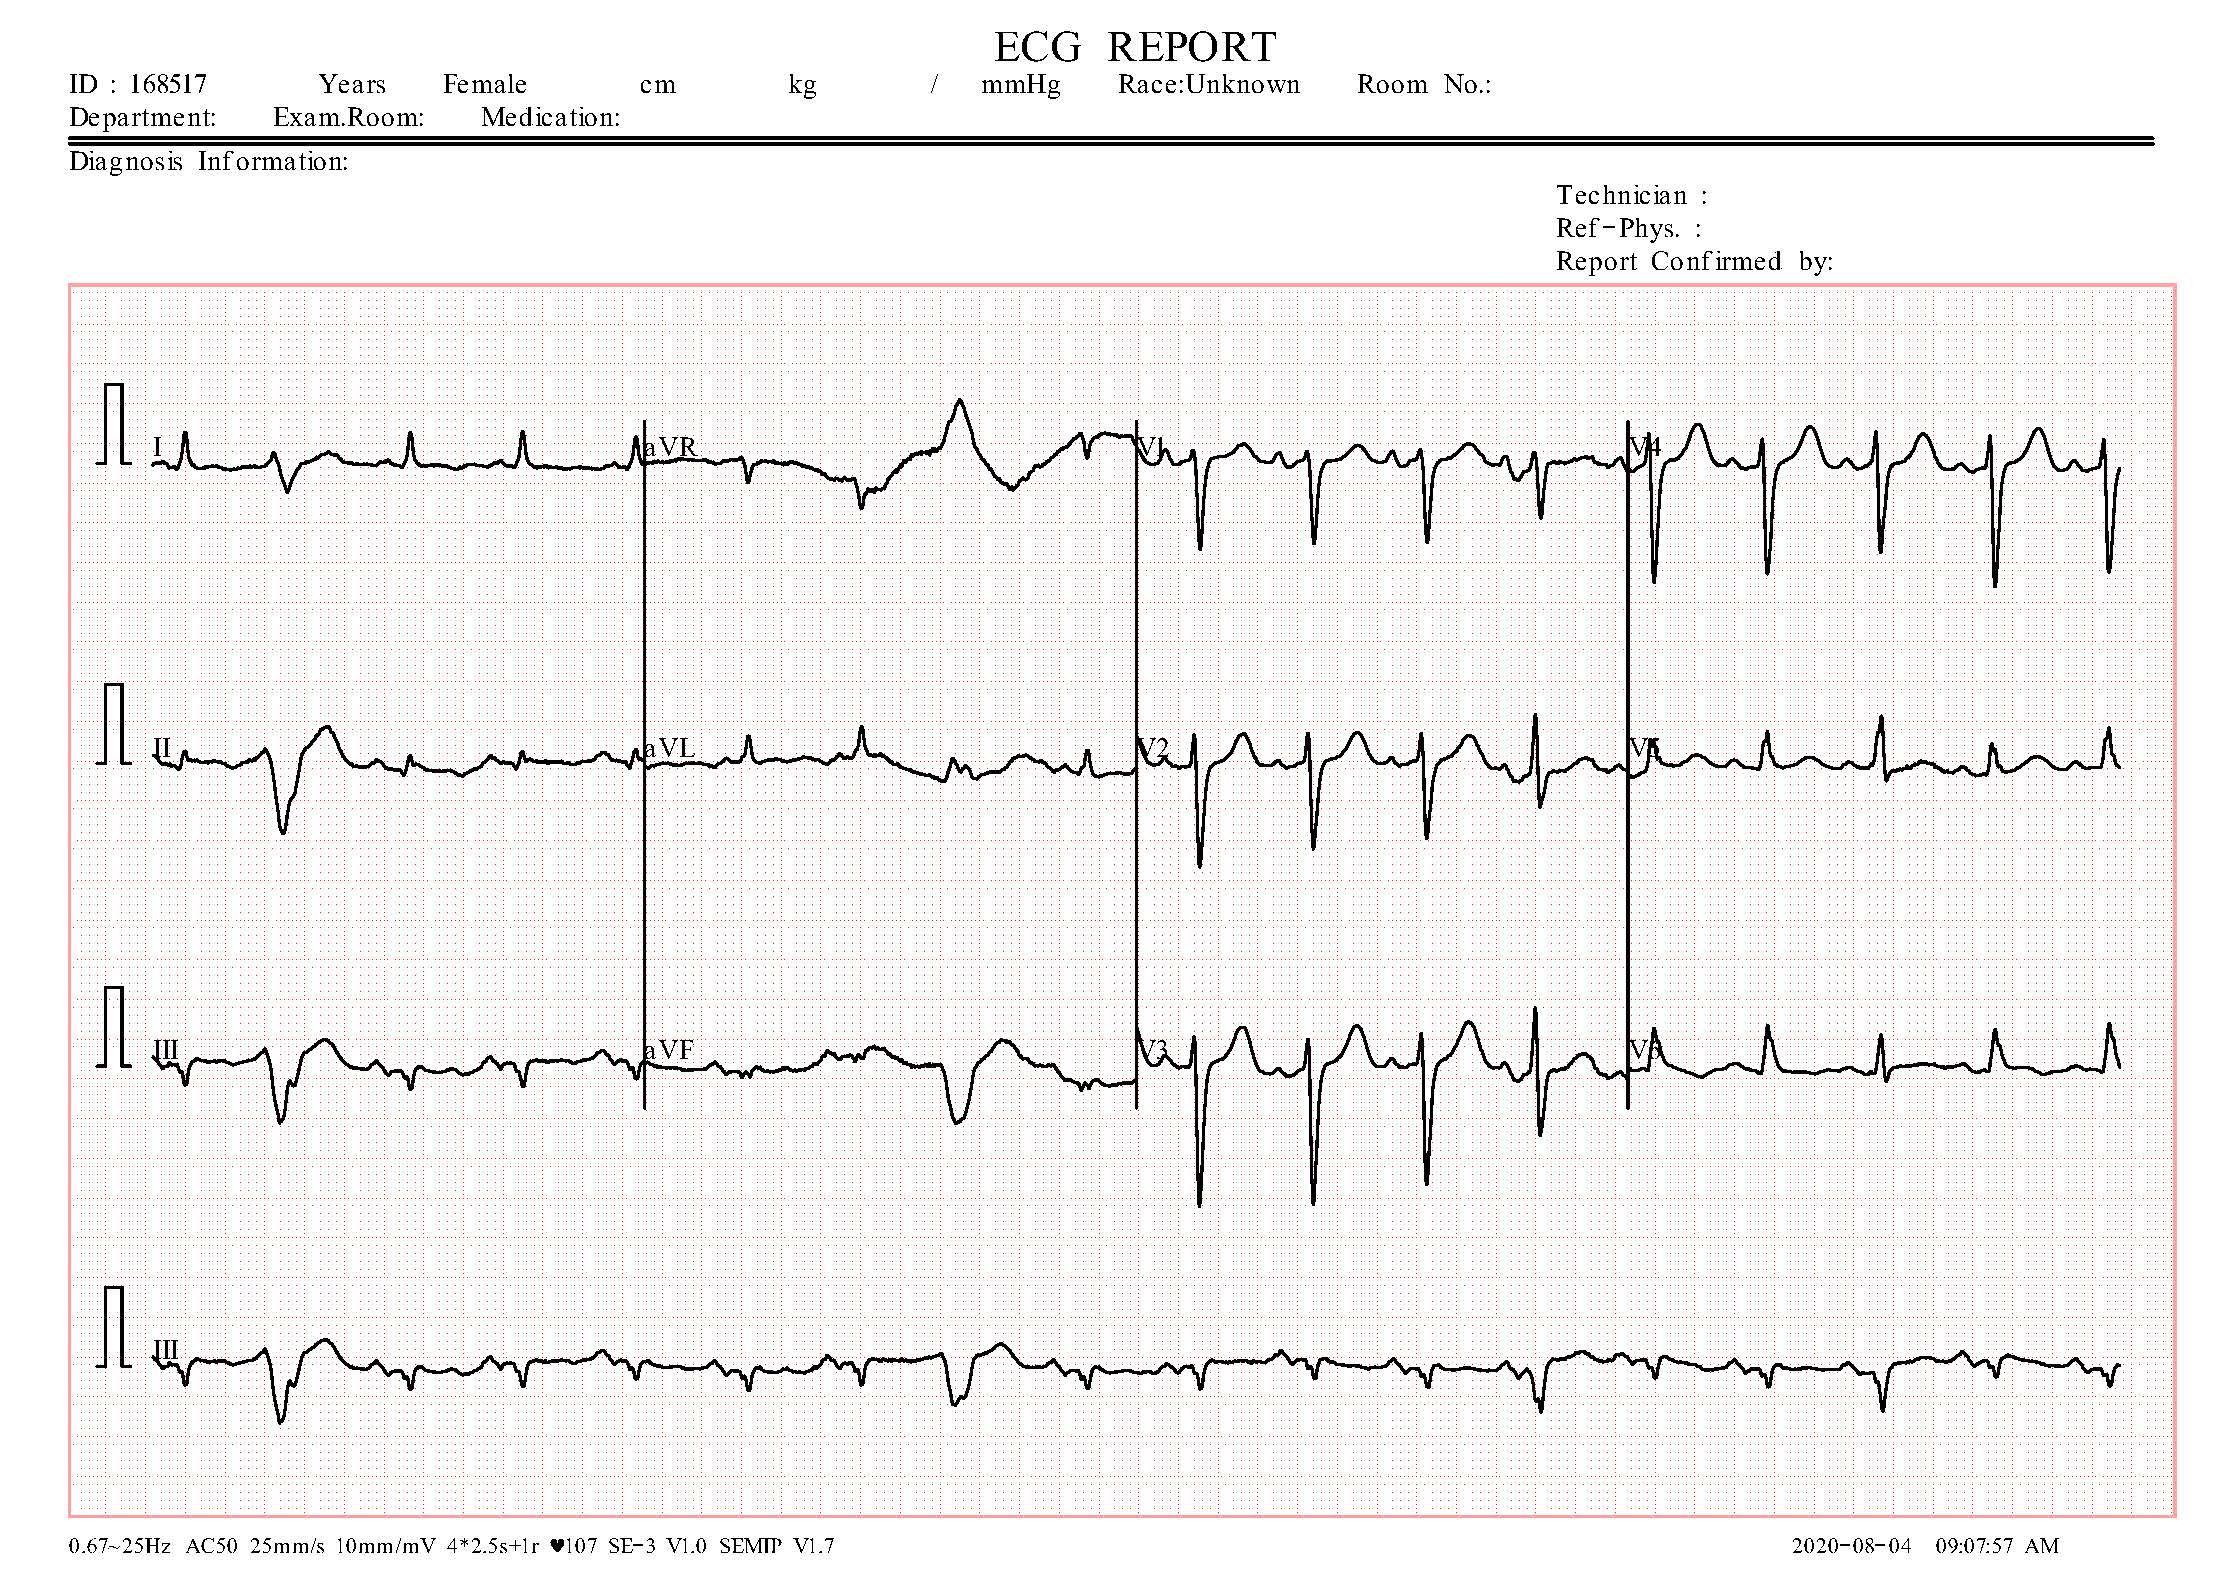 ECG REPORT
ID : 168517 Years Female cm kg / mmHg Race:Unknown Room No.:
Department: Exam.Room: Medication:
Diagnosis Information:
Technician :
Ref-Phys. :
Report Confirmed by:
I aVR V1 V4
II aVL V2 V5
III aVF V3 V6
III
0.67~25Hz AC50 25mm/s 10mm/mV 4*2.5s+1r ♥107 SE-3 V1.0 SEMIP V1.7 2020-08-04 09:07:57 AM